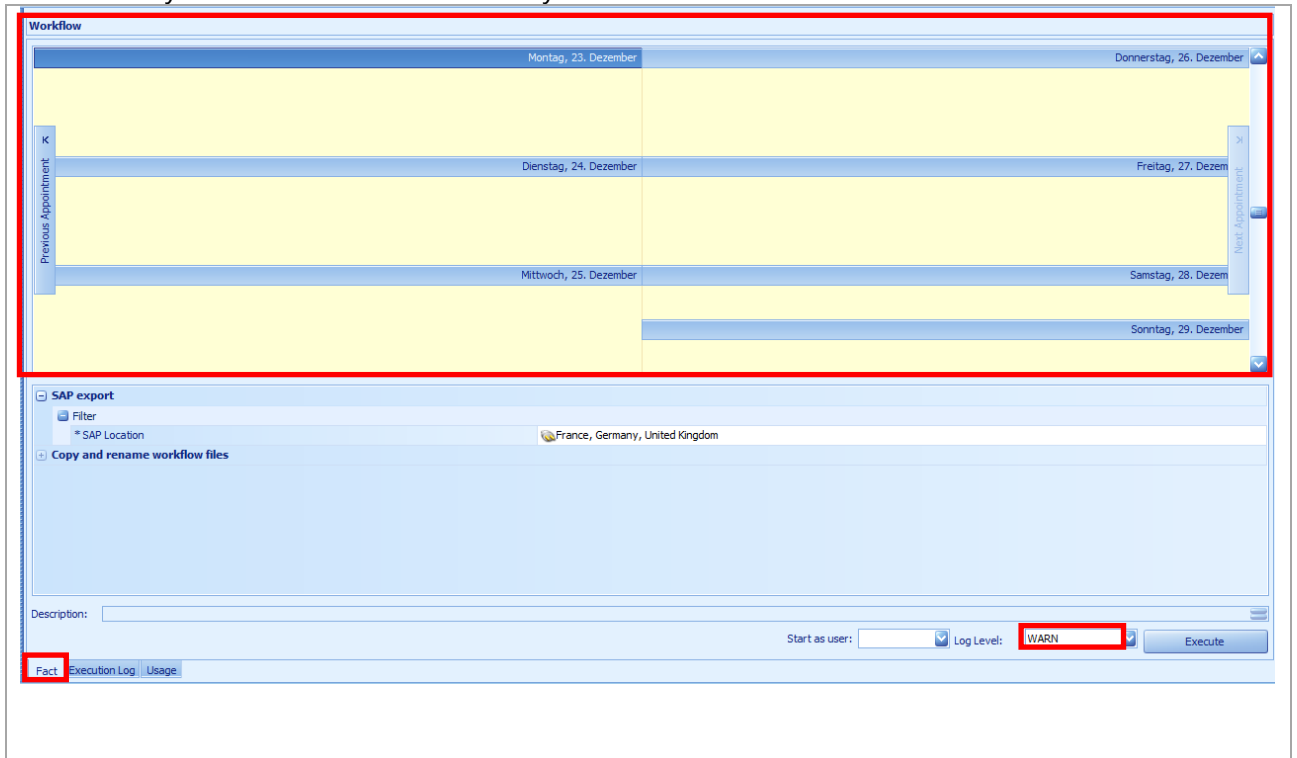 Workflow
Montag, 23. Dezember
Donnerstag, 26. Dezember
Previous Appointment
Dienstag, 24. Dezember
Freitag, 27. Dezem
Next Appointment
Mittwoch, 25. Dezember
Samstag, 28. Dezem
Sonntag, 29. Dezember
SAP export
Filter
* SAP Location
France, Germany, United Kingdom
Copy and rename workflow files
Description:
Start as user:
Log Level:
WARN
Execute
Fact
Execution Log
Usage